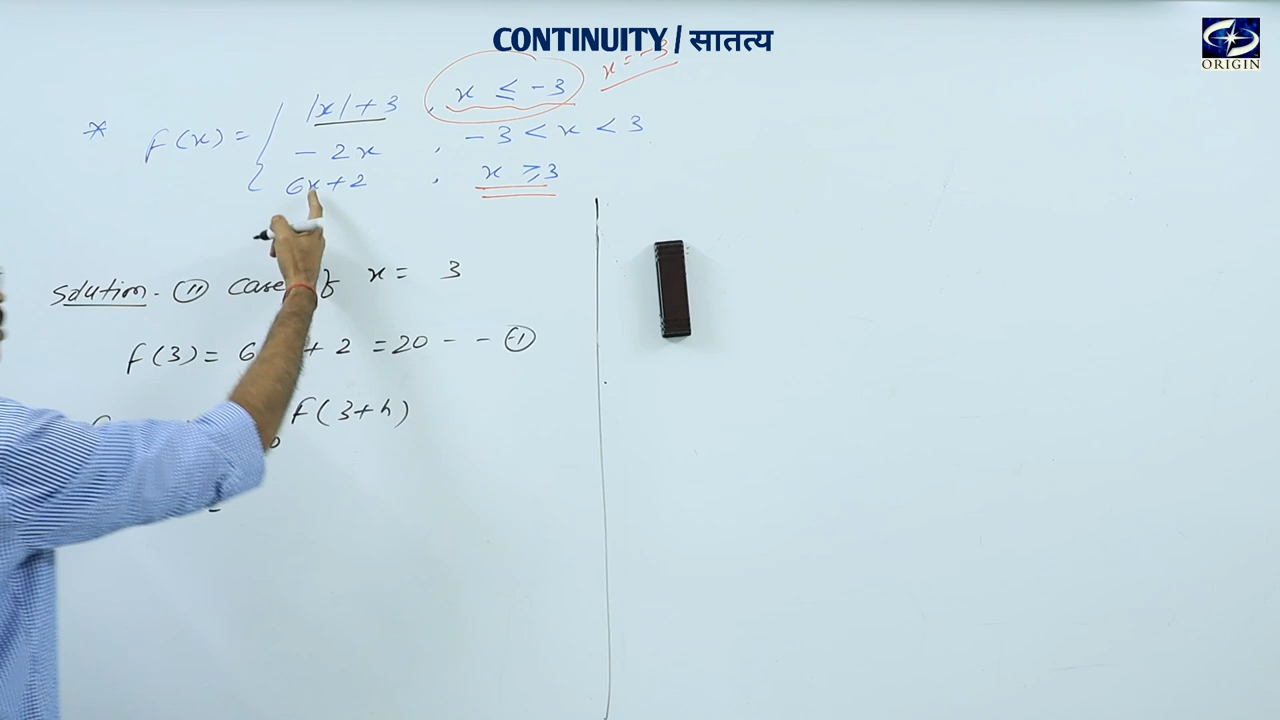 CONTINUITY / सातत्य
ORIGIN
x = -3
* F(x) = { |x| + 3 , x ≤ -3
- 2x , - 3 < x < 3
6x + 2 , x ≥ 3
Solution - (11) Case of x = 3
F(3) = 6 + 2 = 20 - - (1)
F(3+h)